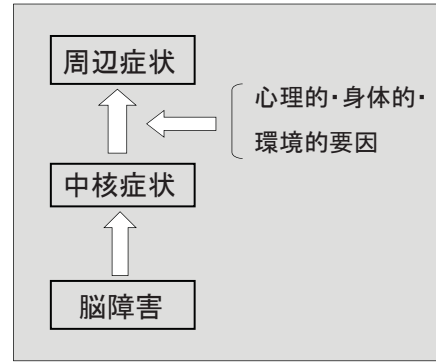 周辺症状
心理的・身体的・
環境的要因
中核症状
脳障害